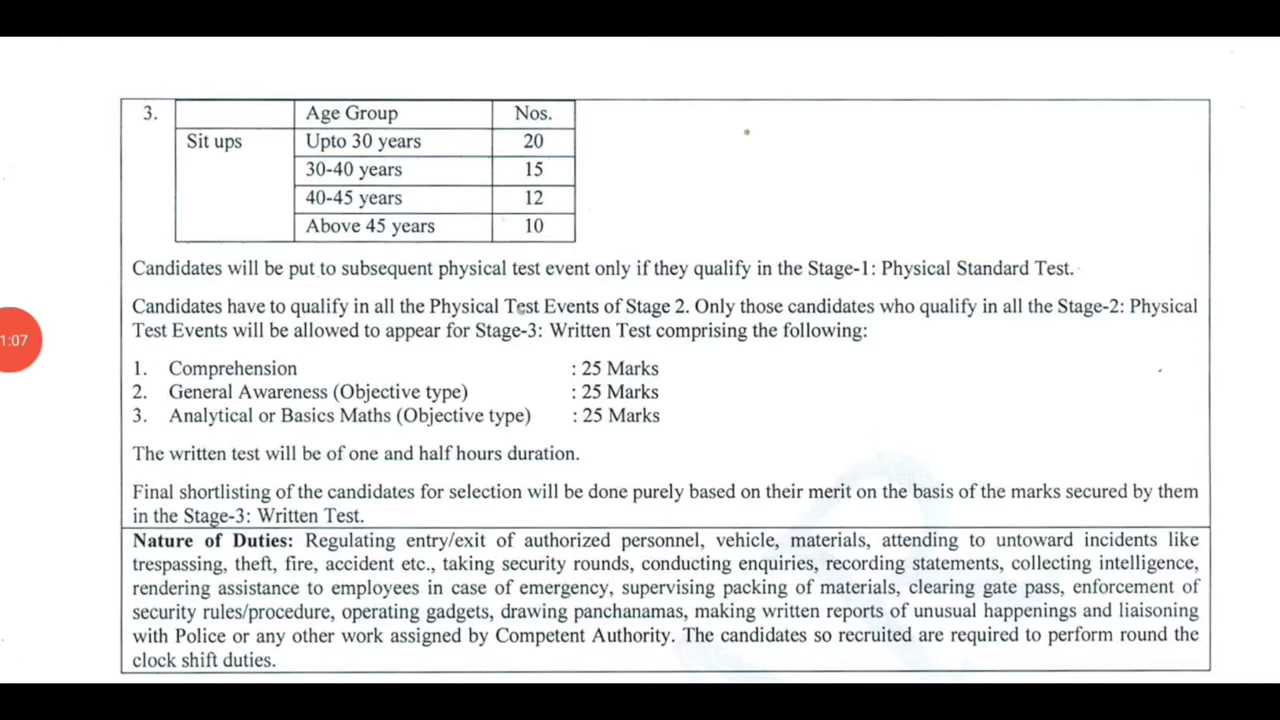 3.
Age Group Nos.
Sit ups Upto 30 years 20
30-40 years 15
40-45 years 12
Above 45 years 10
Candidates will be put to subsequent physical test event only if they qualify in the Stage-1: Physical Standard Test.
Candidates have to qualify in all the Physical Test Events of Stage 2. Only those candidates who qualify in all the Stage-2: Physical
Test Events will be allowed to appear for Stage-3: Written Test comprising the following:
1. Comprehension : 25 Marks
2. General Awareness (Objective type) : 25 Marks
3. Analytical or Basics Maths (Objective type) : 25 Marks
The written test will be of one and half hours duration.
Final shortlisting of the candidates for selection will be done purely based on their merit on the basis of the marks secured by them
in the Stage-3: Written Test.
Nature of Duties: Regulating entry/exit of authorized personnel, vehicle, materials, attending to untoward incidents like
trespassing, theft, fire, accident etc., taking security rounds, conducting enquiries, recording statements, collecting intelligence,
rendering assistance to employees in case of emergency, supervising packing of materials, clearing gate pass, enforcement of
security rules/procedure, operating gadgets, drawing panchanamas, making written reports of unusual happenings and liaisoning
with Police or any other work assigned by Competent Authority. The candidates so recruited are required to perform round the
clock shift duties.
1:07